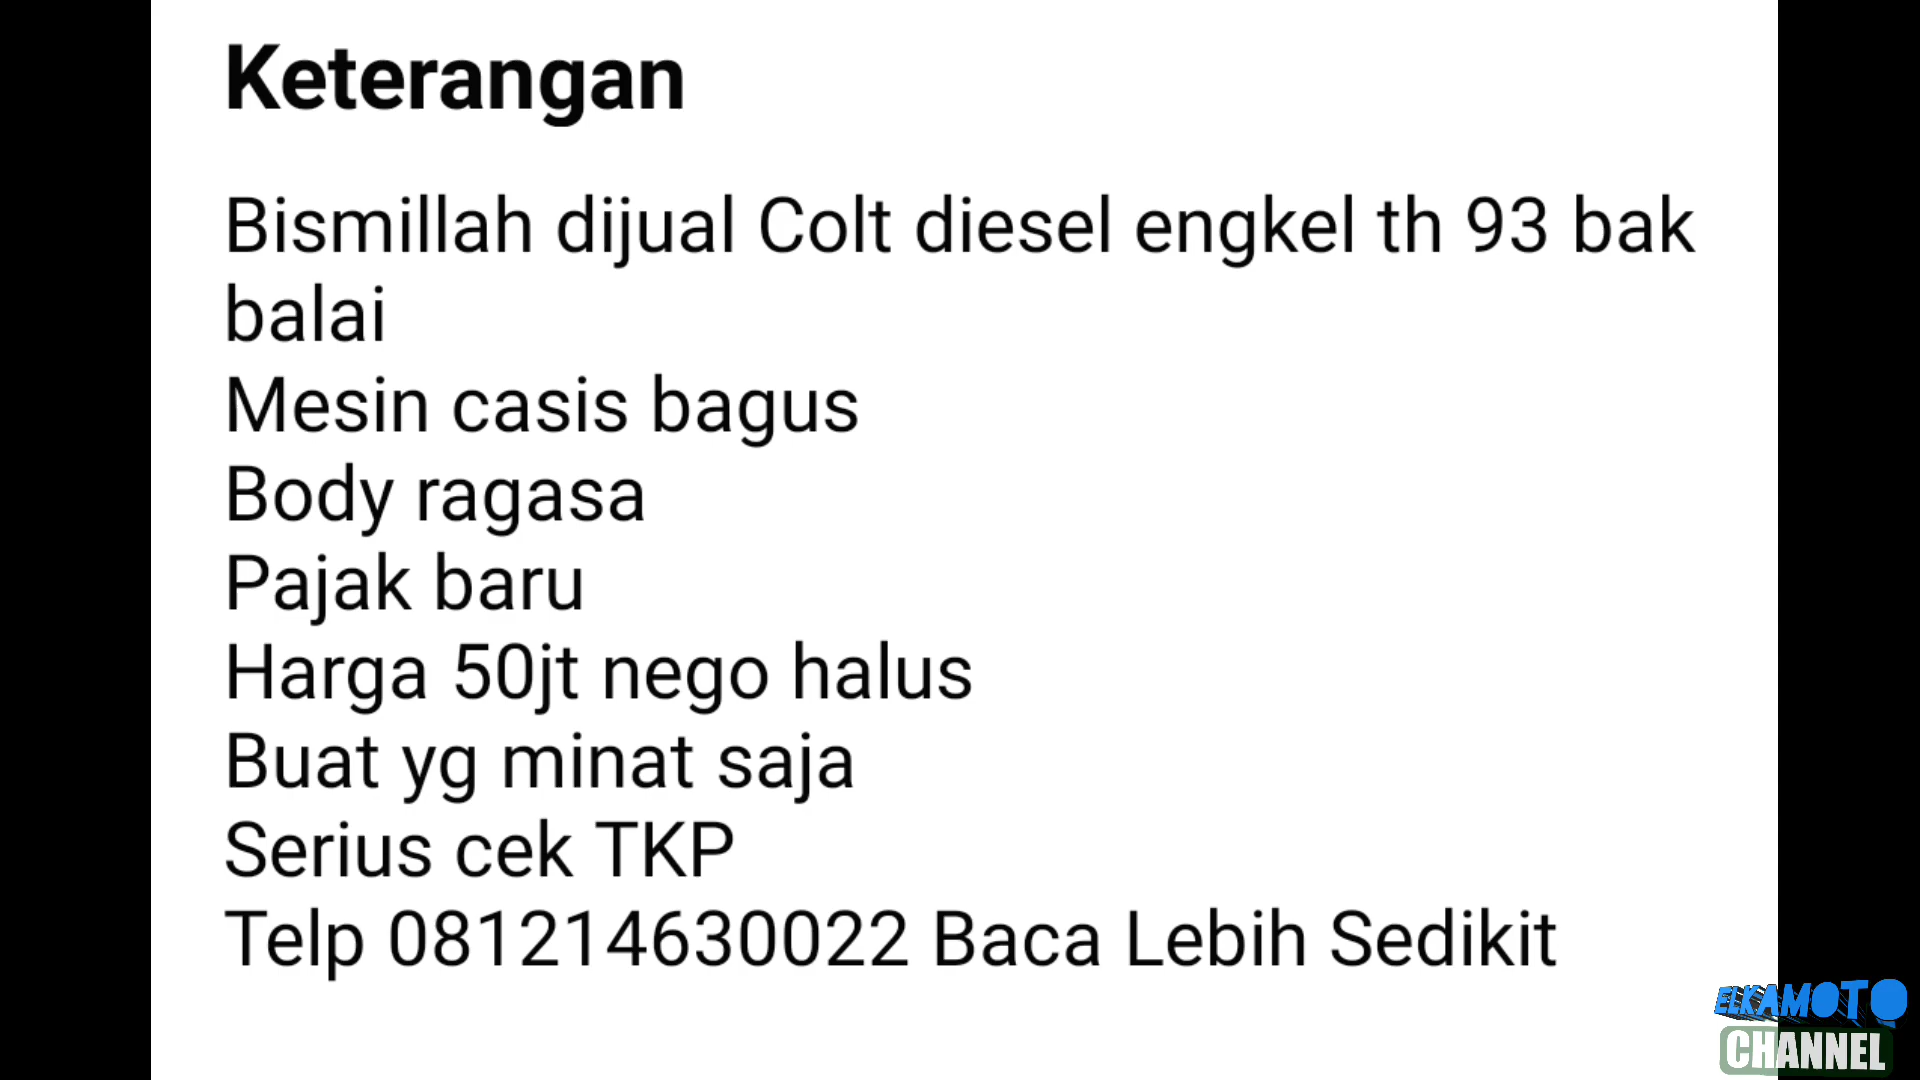 Keterangan
Bismillah dijual Colt diesel engkel th 93 bak
balai
Mesin casis bagus
Body ragasa
Pajak baru
Harga 50jt nego halus
Buat yg minat saja
Serius cek TKP
Telp 081214630022 Baca Lebih Sedikit
ELKAMOTO
CHANNEL